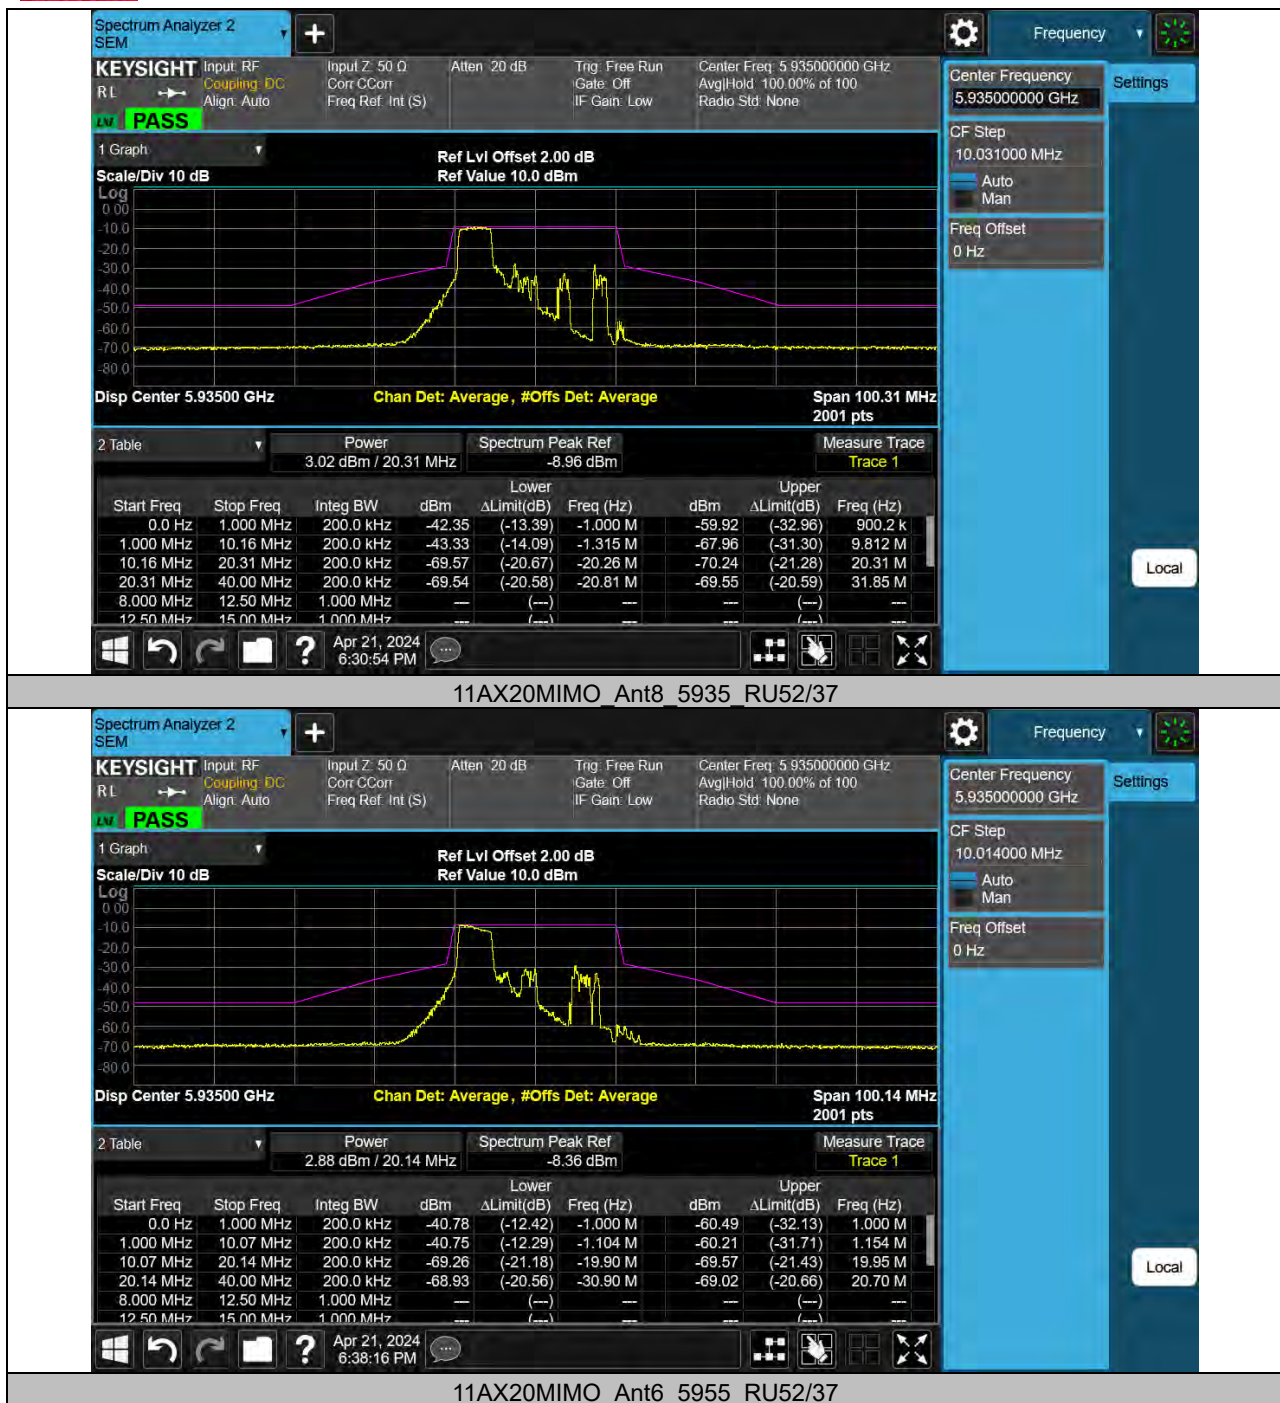 Spectrum Analyzer 2
SEM
Frequency
KEYSIGHT
Input: RF
Input Z: 50 Ω
Atten: 20 dB
Trig: Free Run
Center Freq: 5.935000000 GHz
Coupling: DC
Corr CCorr
Gate: Off
Avg|Hold: 100.00% of 100
RL
Align: Auto
Freq Ref: Int (S)
IF Gain: Low
Radio Std: None
PASS
Center Frequency
5.935000000 GHz
Settings
CF Step
10.031000 MHz
Auto
Man
Freq Offset
0 Hz
Local
1 Graph
Ref Lvl Offset 2.00 dB
Scale/Div 10 dB
Ref Value 10.0 dBm
Log
0.00
-10.0
-20.0
-30.0
-40.0
-50.0
-60.0
-70.0
-80.0
Disp Center 5.93500 GHz
Chan Det: Average, #Offs Det: Average
Span 100.31 MHz
2001 pts
2 Table
Power
Spectrum Peak Ref
Measure Trace
3.02 dBm / 20.31 MHz
-8.96 dBm
Trace 1
Lower Upper
Start Freq Stop Freq Integ BW dBm ΔLimit(dB) Freq (Hz) dBm ΔLimit(dB) Freq (Hz)
0.0 Hz 1.000 MHz 200.0 kHz -42.35 (-13.39) -1.000 M -59.92 (-32.96) 900.2 k
1.000 MHz 10.16 MHz 200.0 kHz -43.33 (-14.09) -1.315 M -67.96 (-31.30) 9.812 M
10.16 MHz 20.31 MHz 200.0 kHz -69.57 (-20.67) -20.26 M -70.24 (-21.28) 20.31 M
20.31 MHz 40.00 MHz 200.0 kHz -69.54 (-20.58) -20.81 M -69.55 (-20.59) 31.85 M
8.000 MHz 12.50 MHz 1.000 MHz --- (---) --- --- (---) ---
12.50 MHz 15.00 MHz 1.000 MHz --- (---) --- --- (---) ---
Apr 21, 2024
6:30:54 PM
11AX20MIMO_Ant8_5935_RU52/37
Spectrum Analyzer 2
SEM
Frequency
KEYSIGHT
Input: RF
Input Z: 50 Ω
Atten: 20 dB
Trig: Free Run
Center Freq: 5.935000000 GHz
Coupling: DC
Corr CCorr
Gate: Off
Avg|Hold: 100.00% of 100
RL
Align: Auto
Freq Ref: Int (S)
IF Gain: Low
Radio Std: None
PASS
Center Frequency
5.935000000 GHz
Settings
CF Step
10.014000 MHz
Auto
Man
Freq Offset
0 Hz
Local
1 Graph
Ref Lvl Offset 2.00 dB
Scale/Div 10 dB
Ref Value 10.0 dBm
Log
0.00
-10.0
-20.0
-30.0
-40.0
-50.0
-60.0
-70.0
-80.0
Disp Center 5.93500 GHz
Chan Det: Average, #Offs Det: Average
Span 100.14 MHz
2001 pts
2 Table
Power
Spectrum Peak Ref
Measure Trace
2.88 dBm / 20.14 MHz
-8.36 dBm
Trace 1
Lower Upper
Start Freq Stop Freq Integ BW dBm ΔLimit(dB) Freq (Hz) dBm ΔLimit(dB) Freq (Hz)
0.0 Hz 1.000 MHz 200.0 kHz -40.78 (-12.42) -1.000 M -60.49 (-32.13) 1.000 M
1.000 MHz 10.07 MHz 200.0 kHz -40.75 (-12.29) -1.104 M -60.21 (-31.71) 1.154 M
10.07 MHz 20.14 MHz 200.0 kHz -69.26 (-21.18) -19.90 M -69.57 (-21.43) 19.95 M
20.14 MHz 40.00 MHz 200.0 kHz -68.93 (-20.56) -30.90 M -69.02 (-20.66) 20.70 M
8.000 MHz 12.50 MHz 1.000 MHz --- (---) --- --- (---) ---
12.50 MHz 15.00 MHz 1.000 MHz --- (---) --- --- (---) ---
Apr 21, 2024
6:38:16 PM
11AX20MIMO_Ant6_5955_RU52/37